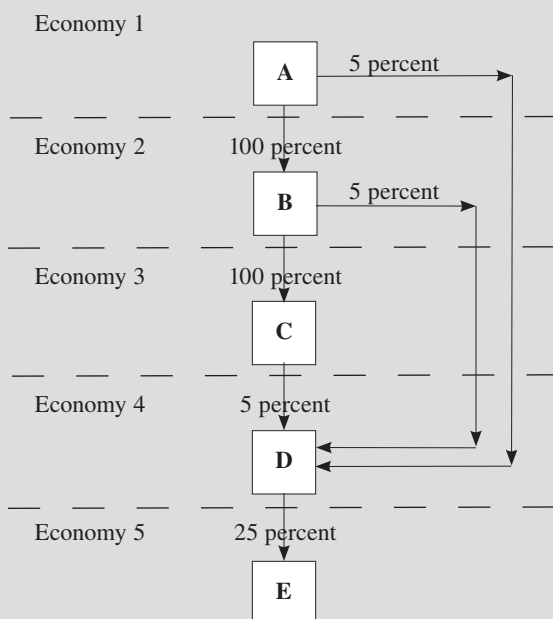 Economy 1
A
5 percent
Economy 2
100 percent
B
5 percent
Economy 3
100 percent
C
Economy 4
5 percent
D
Economy 5
25 percent
E